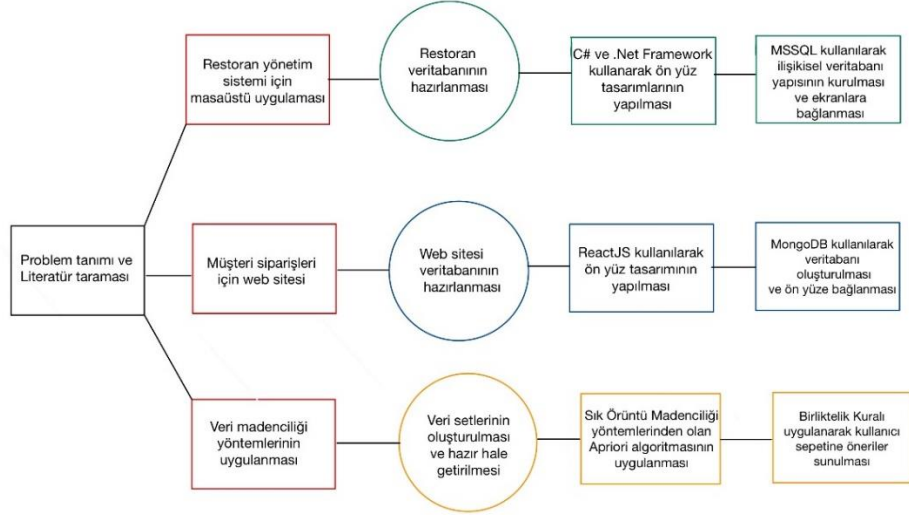 Problem tanımı ve
Literatür taraması
Restoran yönetim
sistemi için
masaüstü uygulaması
Restoran
veritabanının
hazırlanması
C# ve .Net Framework
kullanarak ön yüz
tasarımlarının
yapılması
MSSQL kullanılarak
ilişikisel veritabanı
yapısının kurulması
ve ekranlara
bağlanması
Müşteri siparişleri
için web sitesi
Web sitesi
veritabanının
hazırlanması
ReactJS kullanılarak
ön yüz tasarımının
yapılması
MongoDB kullanılarak
veritabanı
oluşturulması
ve ön yüze bağlanması
Veri madenciliği
yöntemlerinin
uygulanması
Veri setlerinin
oluşturulması
ve hazır hale
getirilmesi
Sık Örüntü Madenciliği
yöntemlerinden olan
Apriori algoritmasının
uygulanması
Birliktelik Kuralı
uygulanarak kullanıcı
sepetine öneriler
sunulması